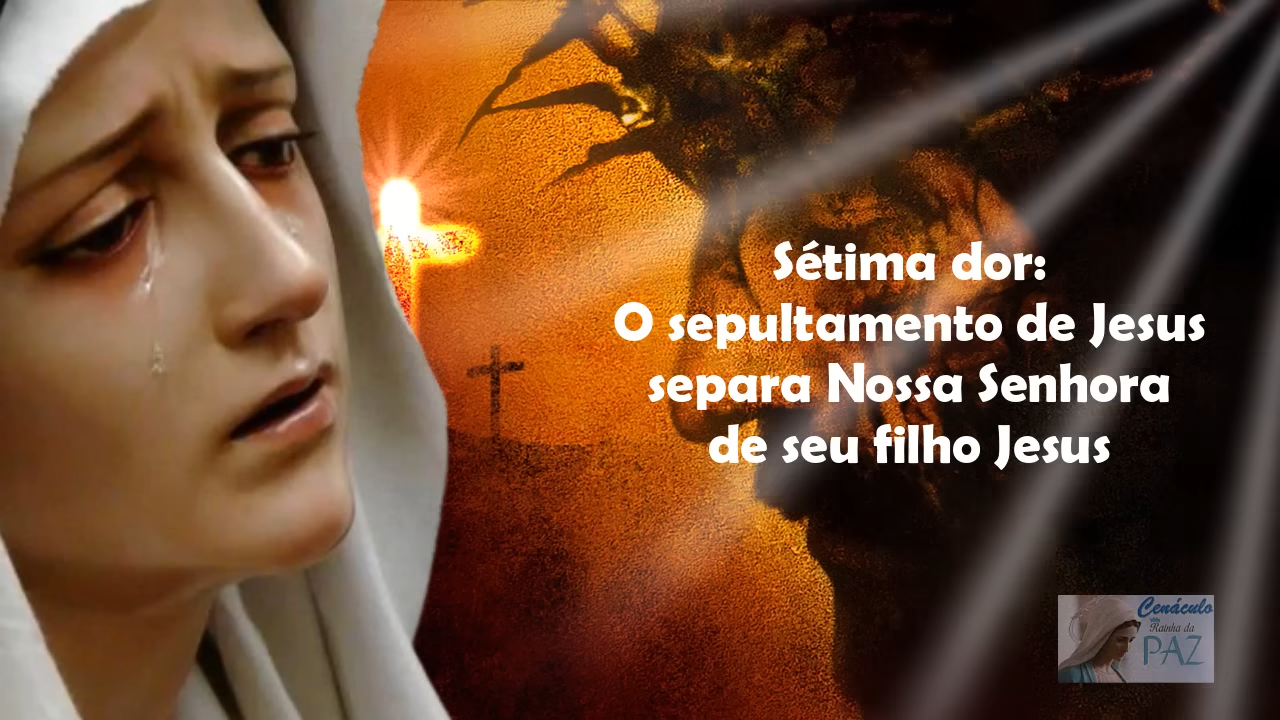 Sétima dor:
O sepultamento de Jesus
separa Nossa Senhora
de seu filho Jesus
Cenáculo
Rainha da
PAZ